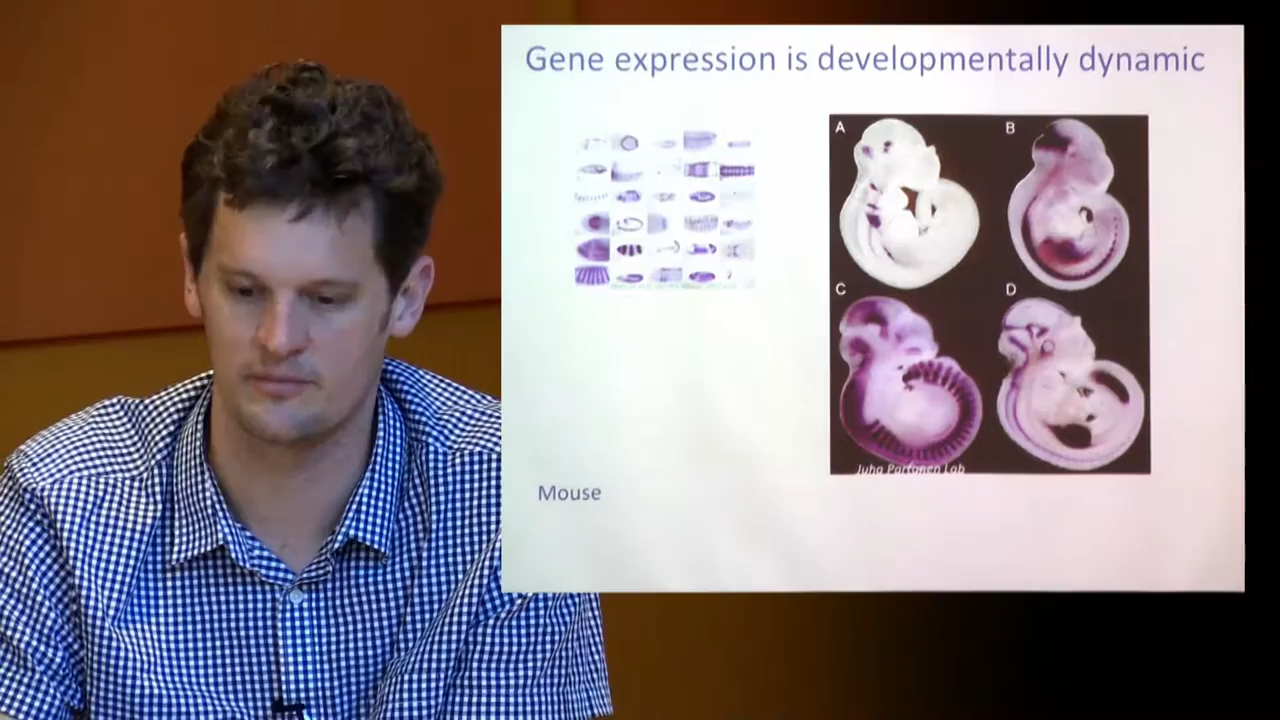 Gene expression is developmentally dynamic
A
B
C
D
Juha Partanen Lab
Mouse